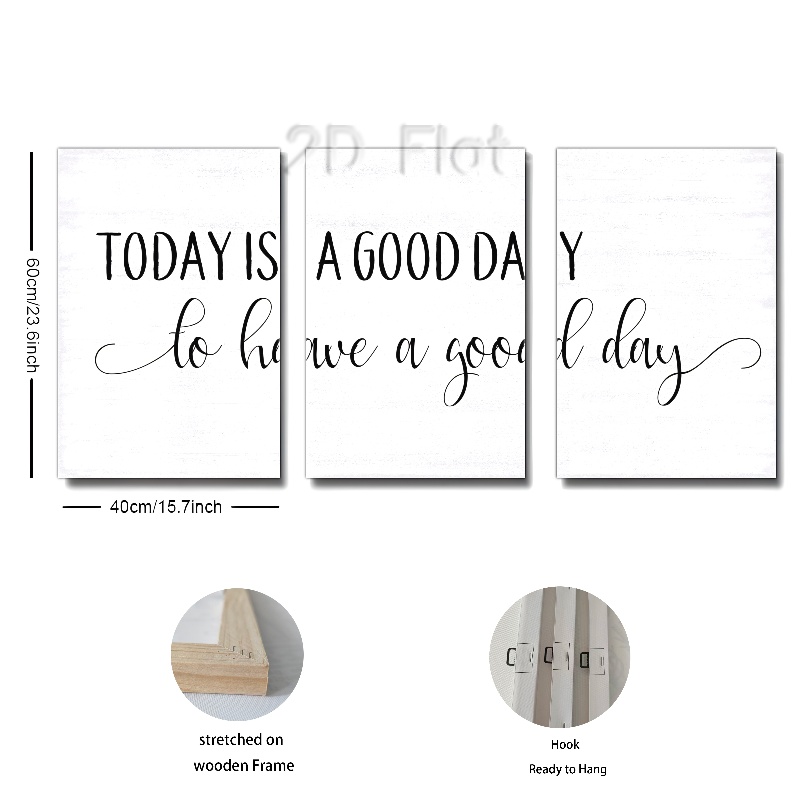 2D Flat
TODAY IS A GOOD DAY
to have a good day
60cm/23.6inch
40cm/15.7inch
stretched on
wooden Frame
Hook
Ready to Hang